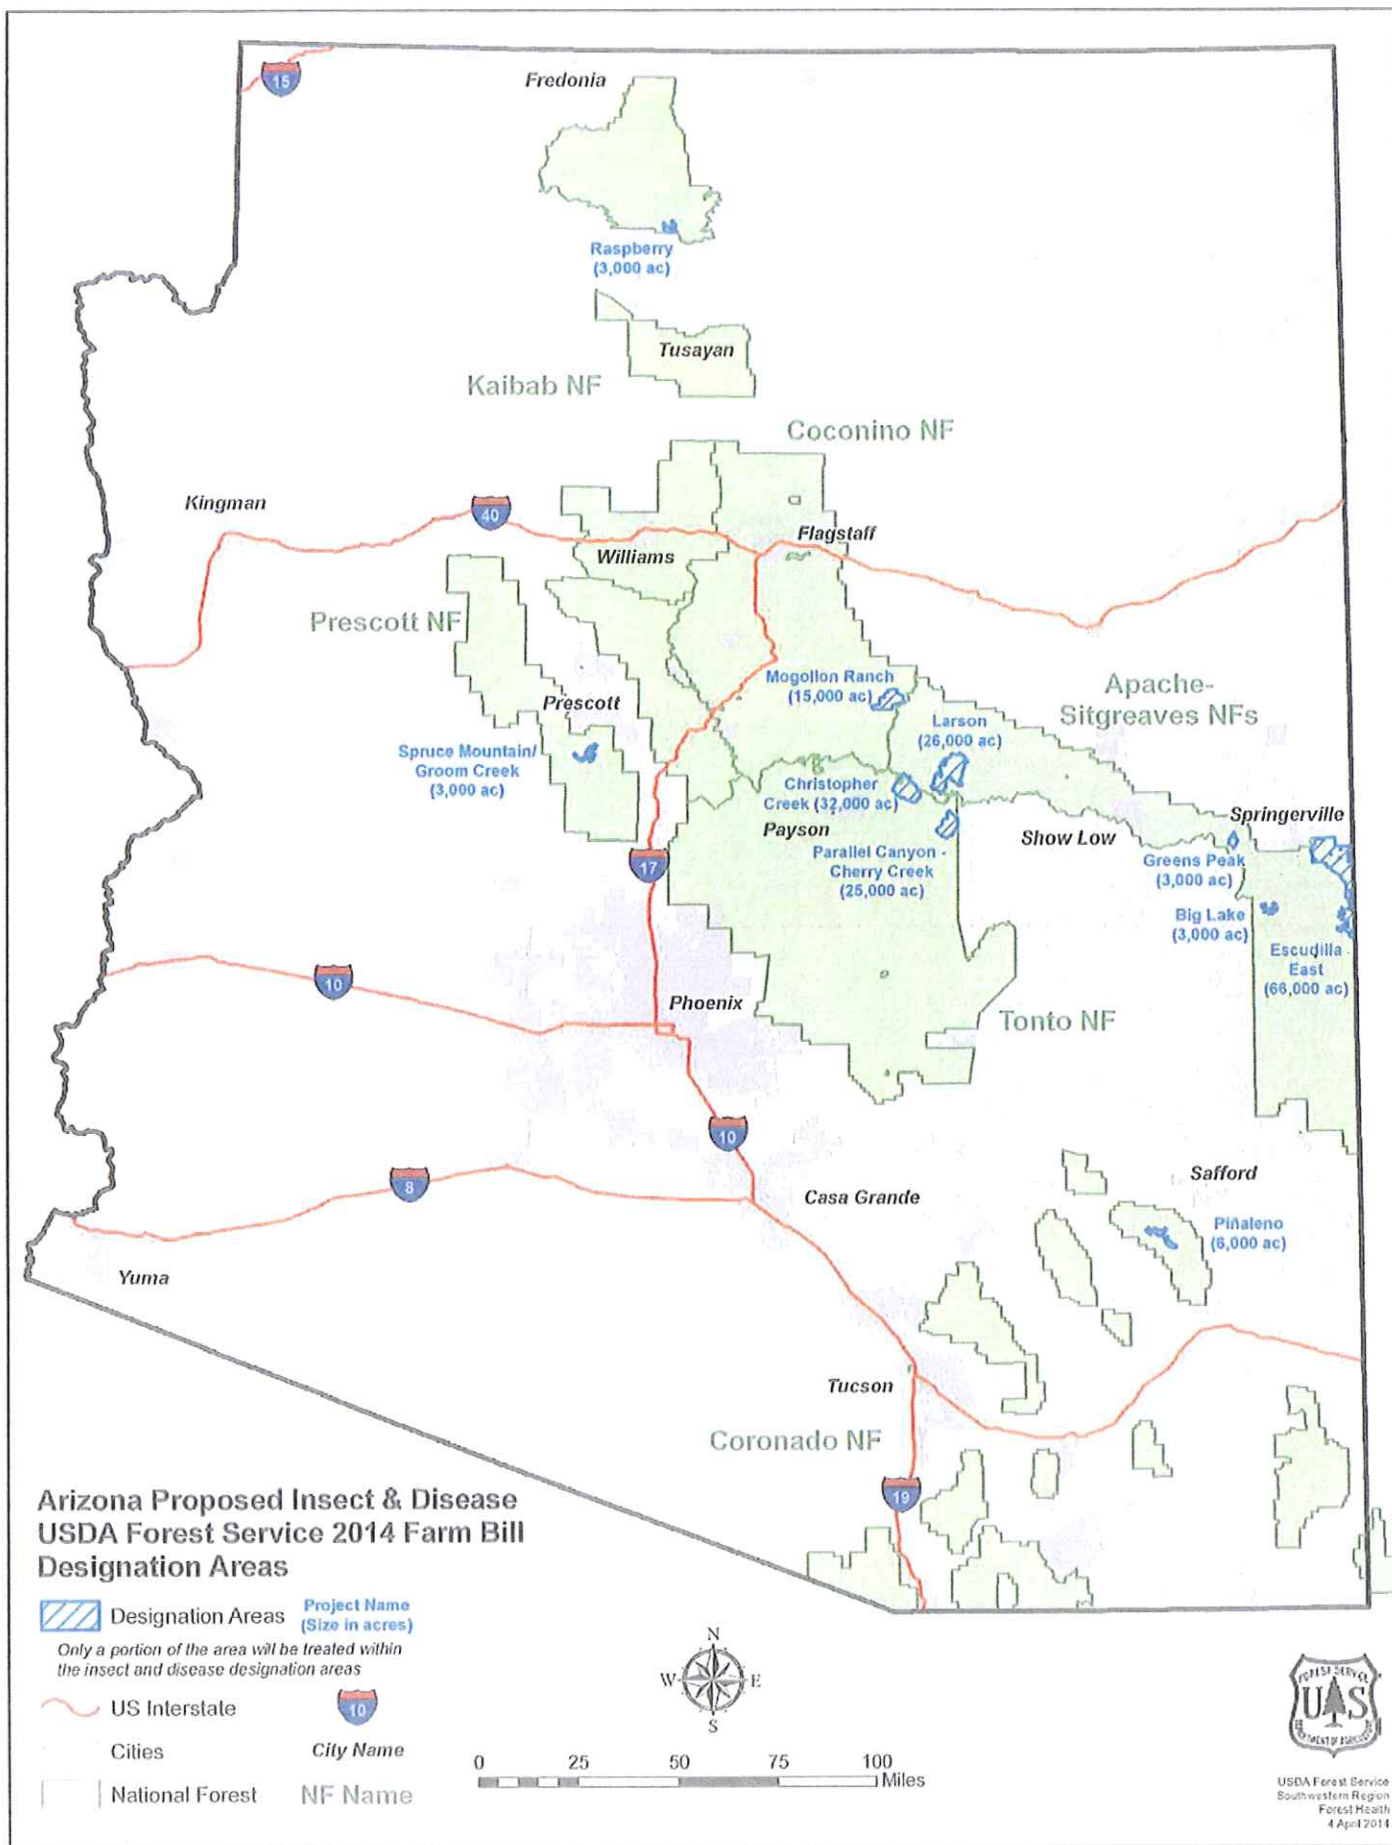 15
Fredonia
Raspberry
(3,000 ac)
Tusayan
Kaibab NF
Coconino NF
Kingman
40
Flagstaff
Williams
Prescott NF
Mogollon Ranch
(15,000 ac)
Apache-
Sitgreaves NFs
Prescott
Larson
(26,000 ac)
Spruce Mountain/
Groom Creek
(3,000 ac)
Christopher
Creek (32,000 ac)
Payson
Springerville
Show Low
Parallel Canyon -
Cherry Creek
(25,000 ac)
17
Greens Peak
(3,000 ac)
Big Lake
(3,000 ac)
Escudilla
East
(66,000 ac)
10
Phoenix
Tonto NF
10
8
Casa Grande
Safford
Piñaleno
(6,000 ac)
Yuma
Tucson
Coronado NF
19
Arizona Proposed Insect & Disease
USDA Forest Service 2014 Farm Bill
Designation Areas
Designation Areas
Project Name
(Size in acres)
Only a portion of the area will be treated within
the insect and disease designation areas
US Interstate
10
Cities
City Name
National Forest
NF Name
N
W E
S
0 25 50 75 100
Miles
FOREST SERVICE
U S
DEPARTMENT OF AGRICULTURE
USDA Forest Service
Southwestern Region
Forest Health
4 April 2014